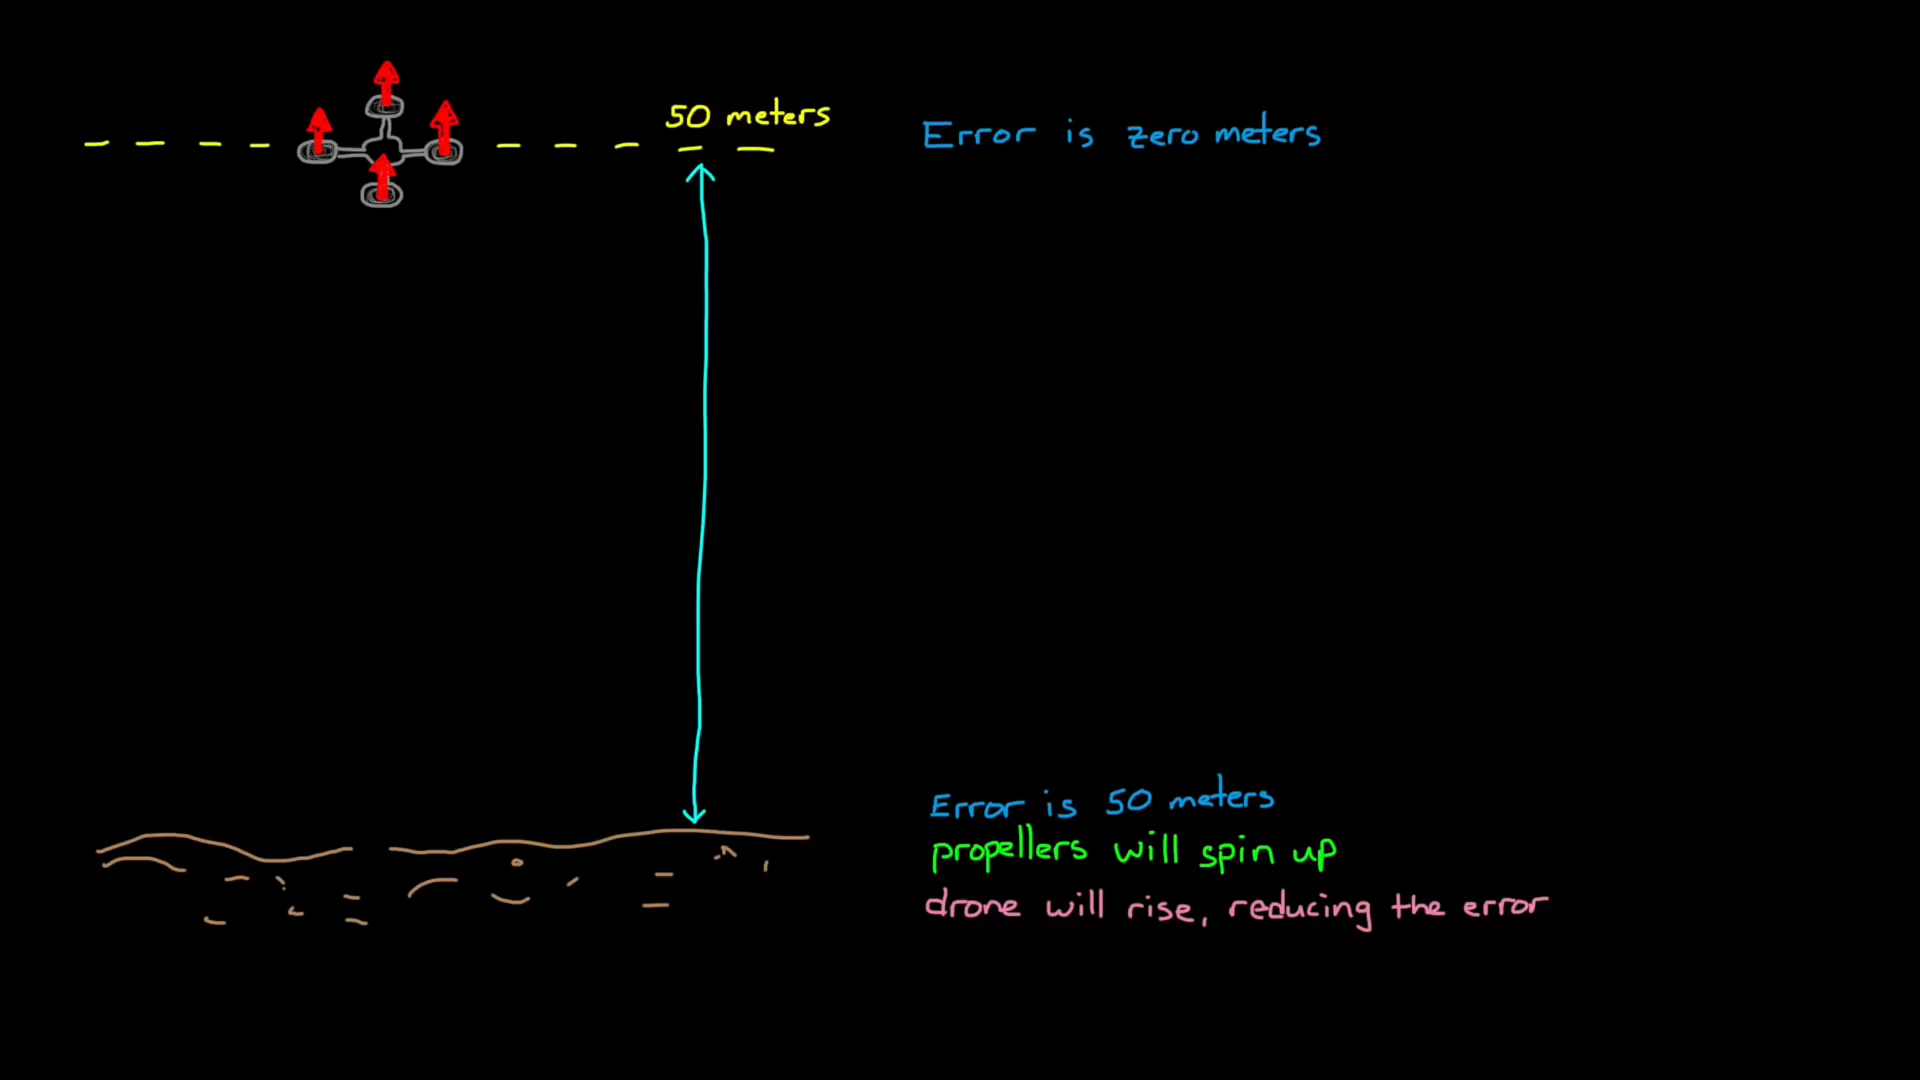 50 meters
Error is zero meters
Error is 50 meters
propellers will spin up
drone will rise, reducing the error